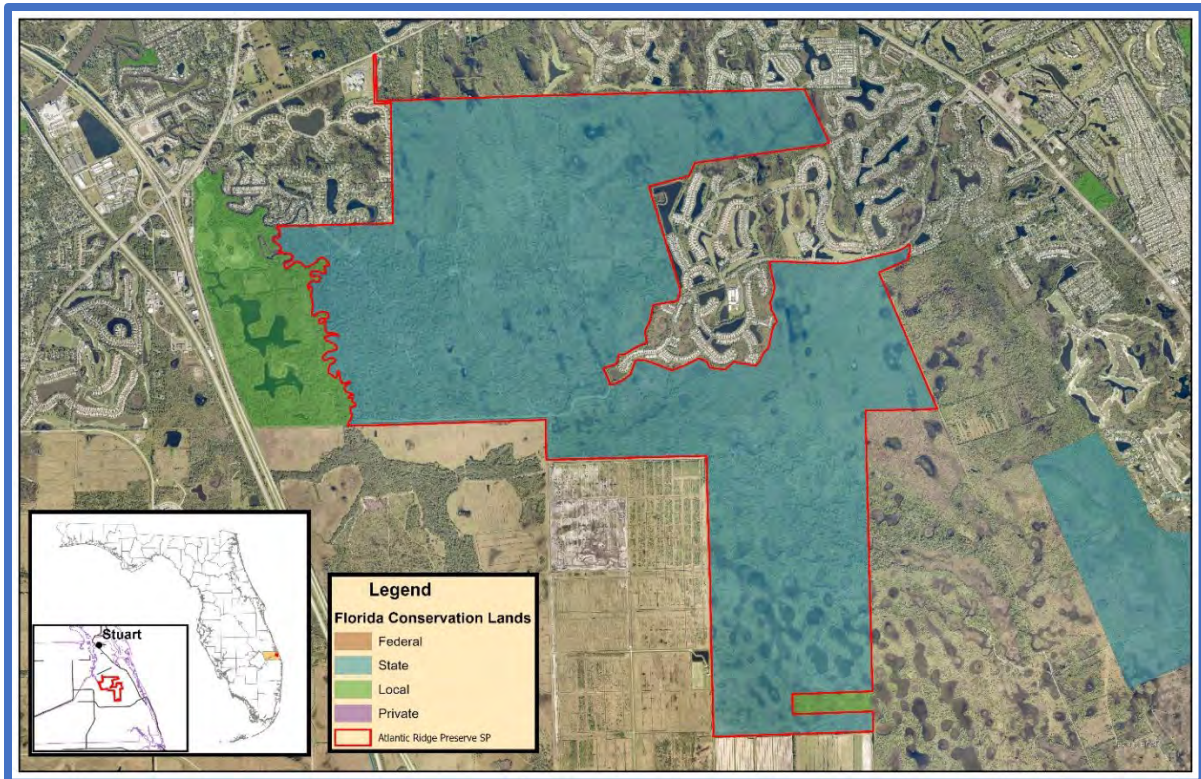 Stuart
Legend
Florida Conservation Lands
Federal
State
Local
Private
Atlantic Ridge Preserve SP